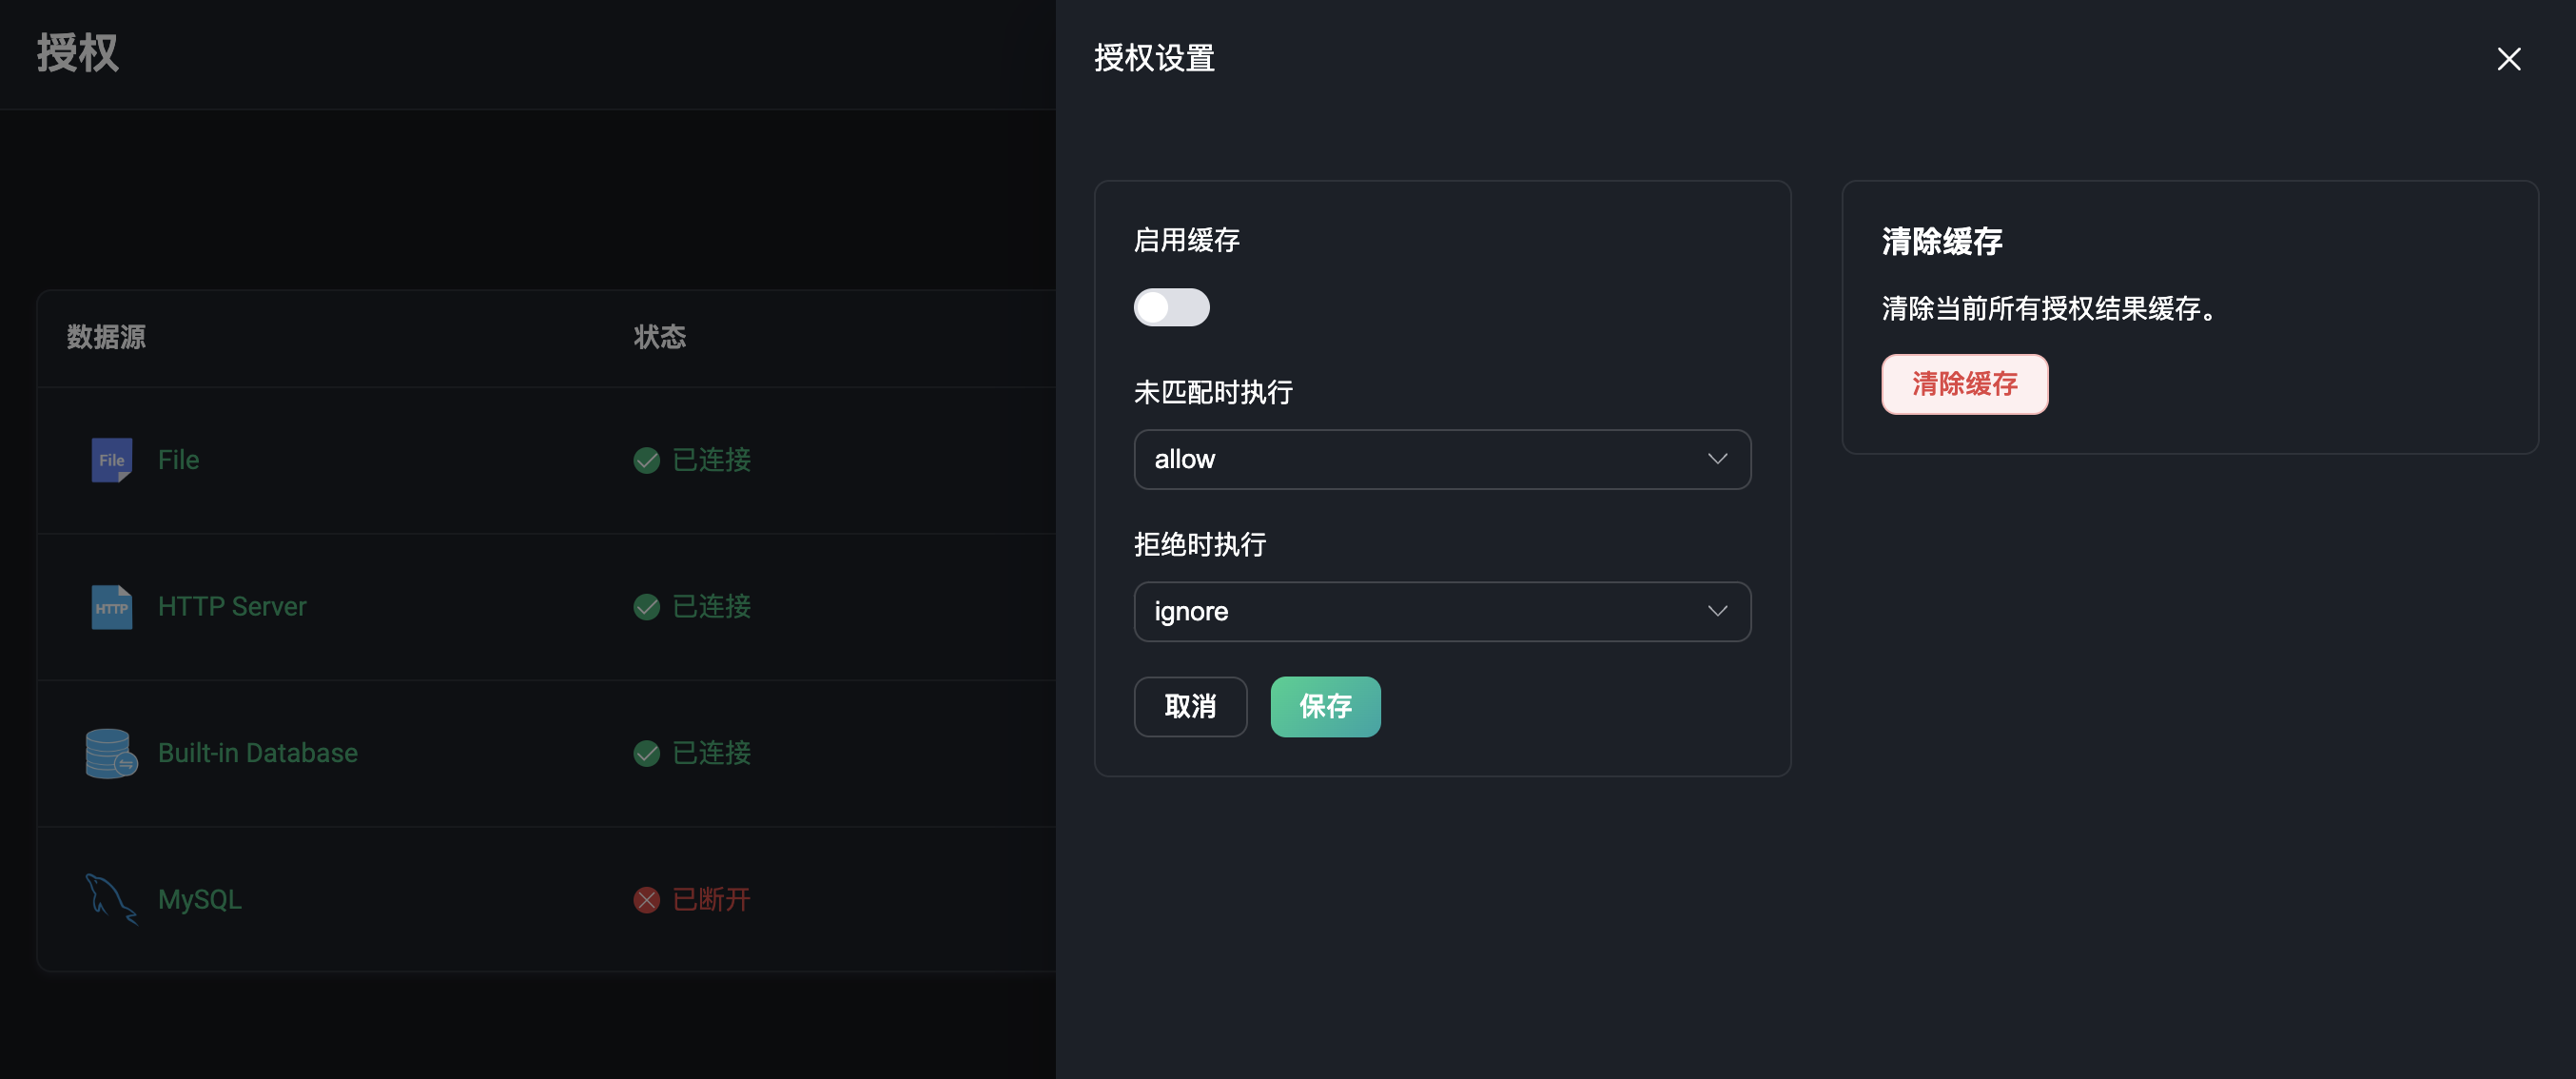 授权
数据源
状态
File
File
已连接
HTTP
HTTP Server
已连接
Built-in Database
已连接
MySQL
已断开
授权设置
启用缓存
未匹配时执行
allow
拒绝时执行
ignore
取消
保存
清除缓存
清除当前所有授权结果缓存。
清除缓存